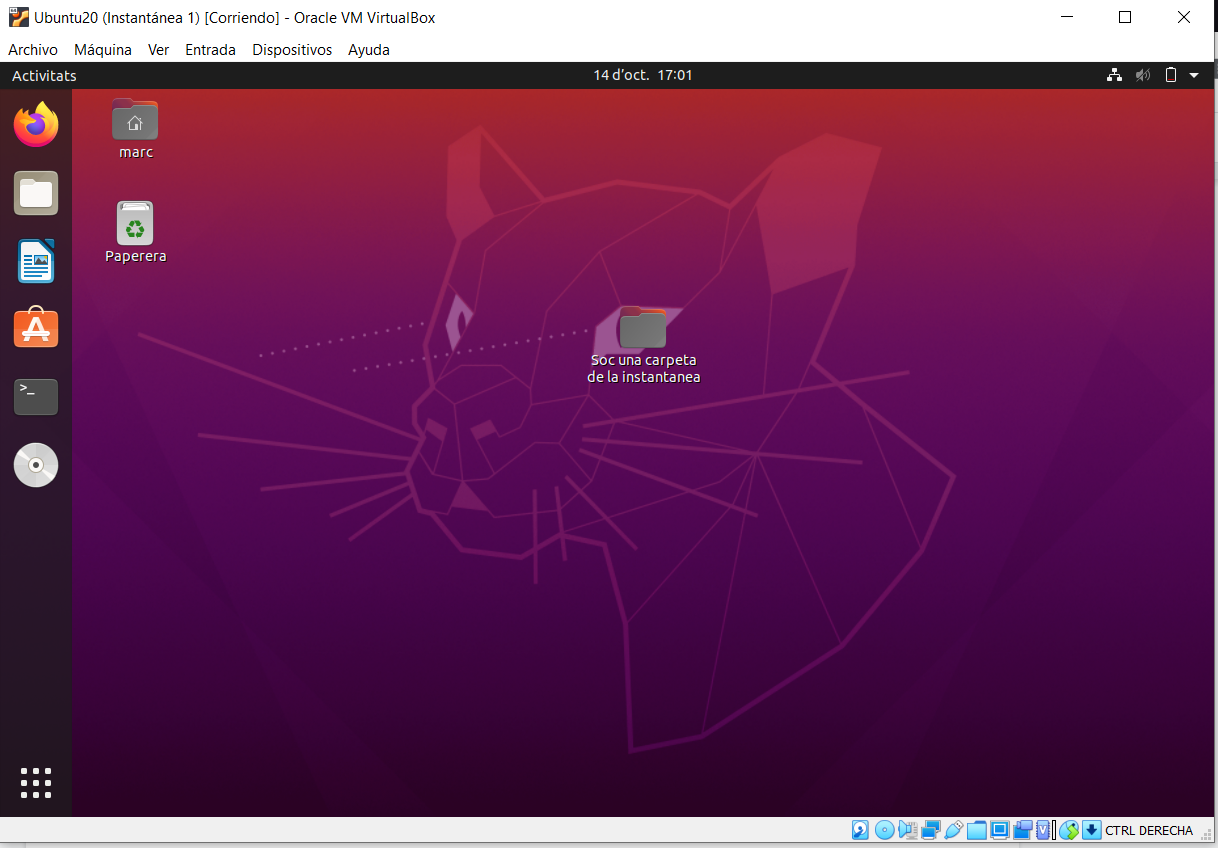 Ubuntu20 (Instantánea 1) [Corriendo] - Oracle VM VirtualBox
Archivo Máquina Ver Entrada Dispositivos Ayuda
Activitats 14 d'oct. 17:01
marc
Paperera
Soc una carpeta
de la instantanea
>_
CTRL DERECHA